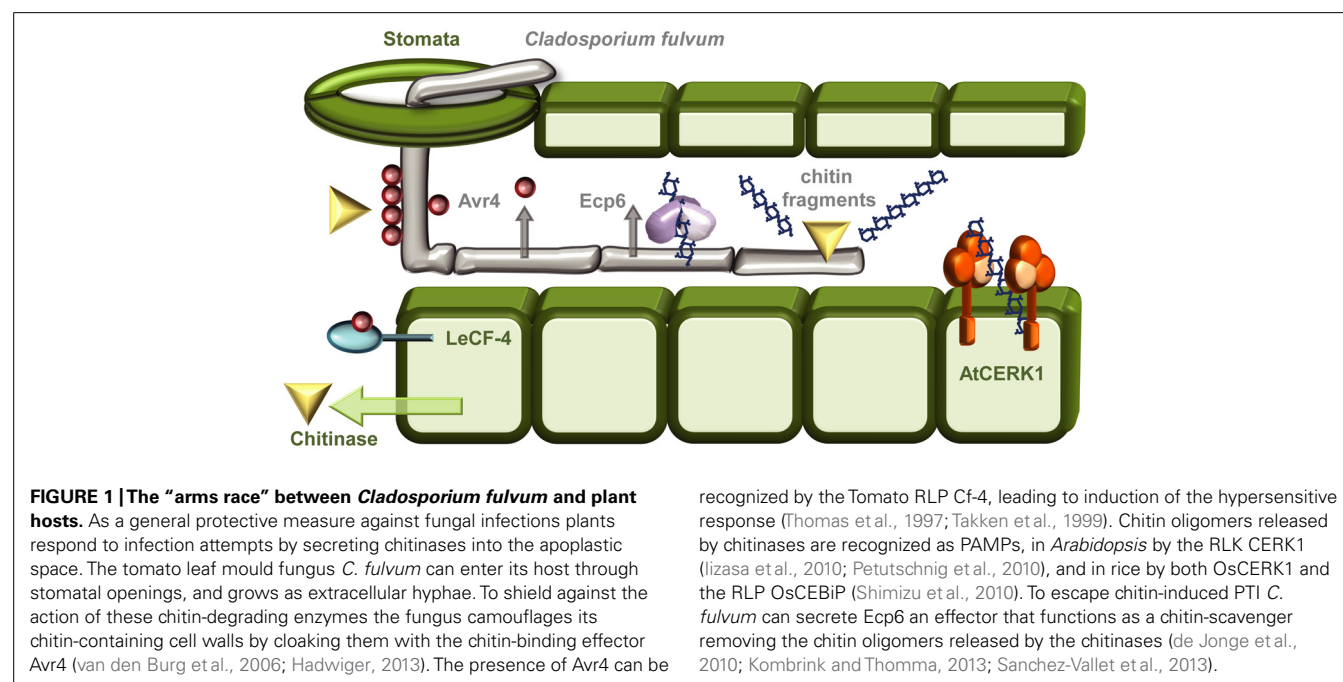 Stomata
Cladosporium fulvum
Avr4
Ecp6
chitin
fragments
LeCF-4
AtCERK1
Chitinase
FIGURE 1 | The “arms race” between Cladosporium fulvum and plant
hosts. As a general protective measure against fungal infections plants
respond to infection attempts by secreting chitinases into the apoplastic
space. The tomato leaf mould fungus C. fulvum can enter its host through
stomatal openings, and grows as extracellular hyphae. To shield against the
action of these chitin-degrading enzymes the fungus camouflages its
chitin-containing cell walls by cloaking them with the chitin-binding effector
Avr4 (van den Burg et al., 2006; Hadwiger, 2013). The presence of Avr4 can be
recognized by the Tomato RLP Cf-4, leading to induction of the hypersensitive
response (Thomas et al., 1997; Takken et al., 1999). Chitin oligomers released
by chitinases are recognized as PAMPs, in Arabidopsis by the RLK CERK1
(Iizasa et al., 2010; Petutschnig et al., 2010), and in rice by both OsCERK1 and
the RLP OsCEBiP (Shimizu et al., 2010). To escape chitin-induced PTI C.
fulvum can secrete Ecp6 an effector that functions as a chitin-scavenger
removing the chitin oligomers released by the chitinases (de Jonge et al.,
2010; Kombrink and Thomma, 2013; Sanchez-Vallet et al., 2013).